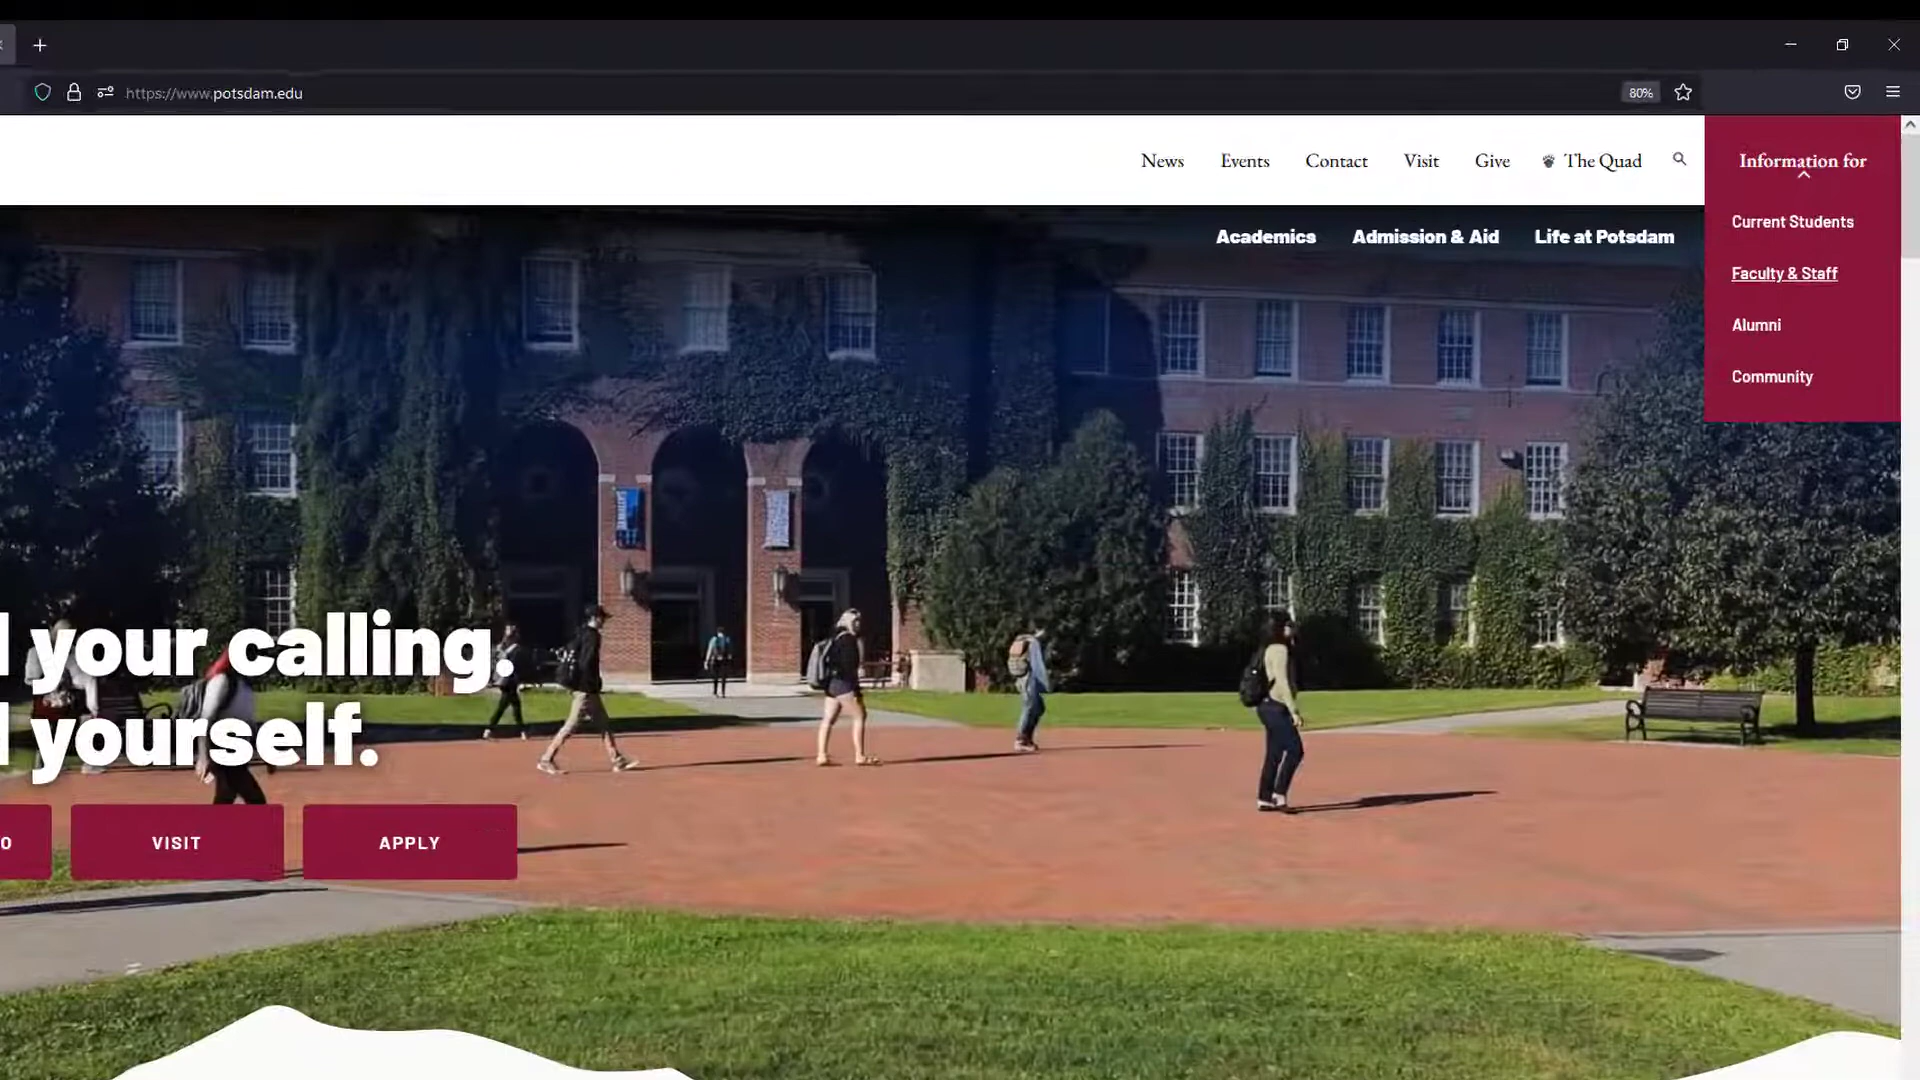 https://www.potsdam.edu
80%
News
Events
Contact
Visit
Give
The Quad
Information for
Current Students
Faculty & Staff
Alumni
Community
Academics
Admission & Aid
Life at Potsdam
your calling.
yourself.
O
VISIT
APPLY